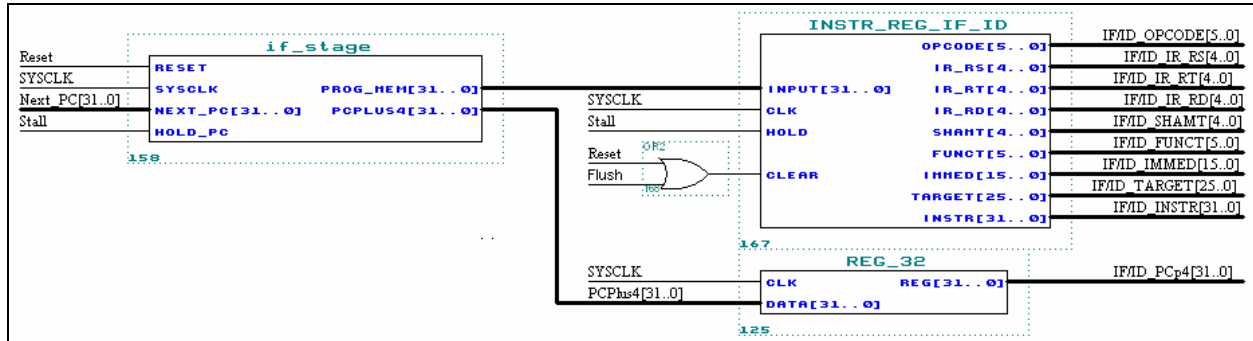 if_stage
Reset
SYSCLK
Next_PC[31..0]
Stall
RESET
SYSCLK
NEXT_PC[31..0]
HOLD_PC
PROG_MEM[31..0]
PCPLUS4[31..0]
158
INSTR_REG_IF_ID
SYSCLK
Stall
Reset
Flush
OR2
166
INPUT[31..0]
CLK
HOLD
CLEAR
OPCODE[5..0]
IR_RS[4..0]
IR_RT[4..0]
IR_RD[4..0]
SHAMT[4..0]
FUNCT[5..0]
IMMED[15..0]
TARGET[25..0]
INSTR[31..0]
IF/ID_OPCODE[5..0]
IF/ID_IR_RS[4..0]
IF/ID_IR_RT[4..0]
IF/ID_IR_RD[4..0]
IF/ID_SHAMT[4..0]
IF/ID_FUNCT[5..0]
IF/ID_IMMED[15..0]
IF/ID_TARGET[25..0]
IF/ID_INSTR[31..0]
167
REG_32
SYSCLK
PCPlus4[31..0]
CLK
DATA[31..0]
REG[31..0]
IF/ID_PCp4[31..0]
125